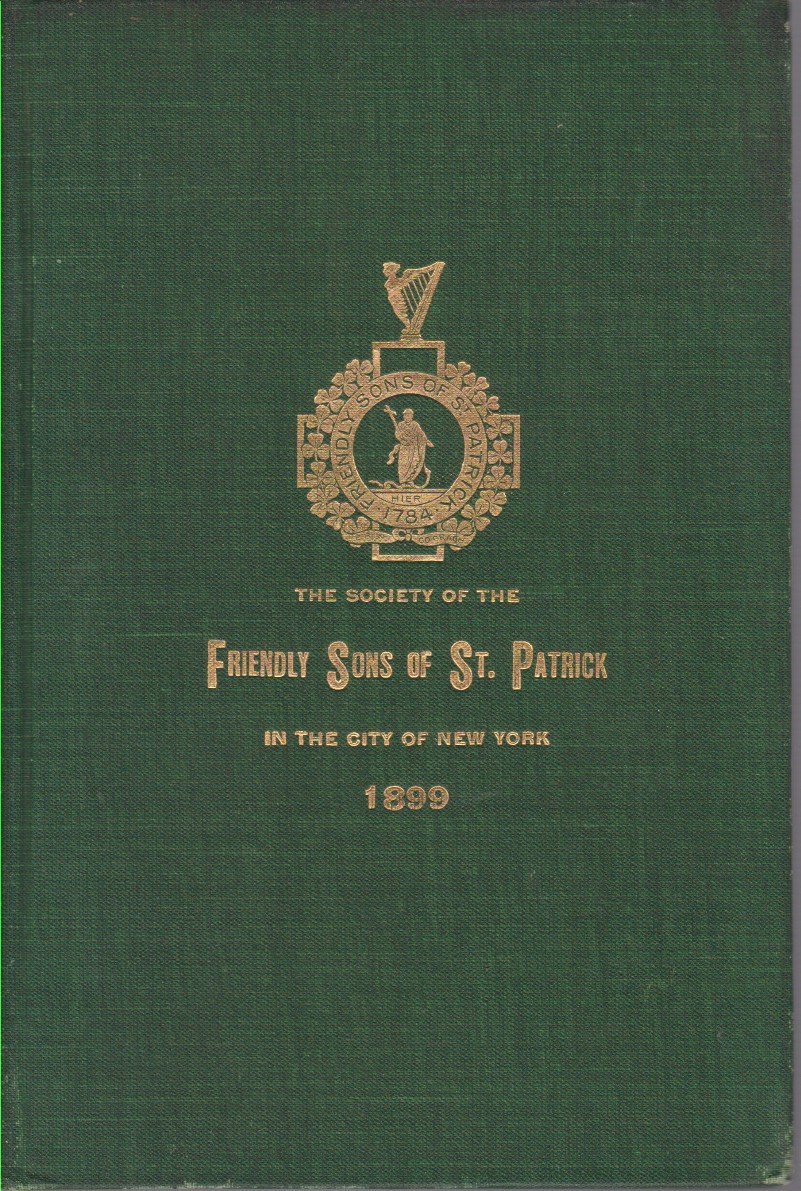 FRIENDLY SONS OF ST PATRICK
HIER
1784
THE SOCIETY OF THE
FRIENDLY SONS OF ST. PATRICK
IN THE CITY OF NEW YORK
1899